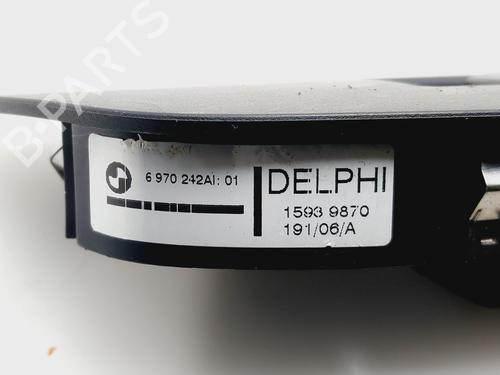 B-PARTS
6 970 242AI: 01
DELPHI
1593 9870
191/06/A